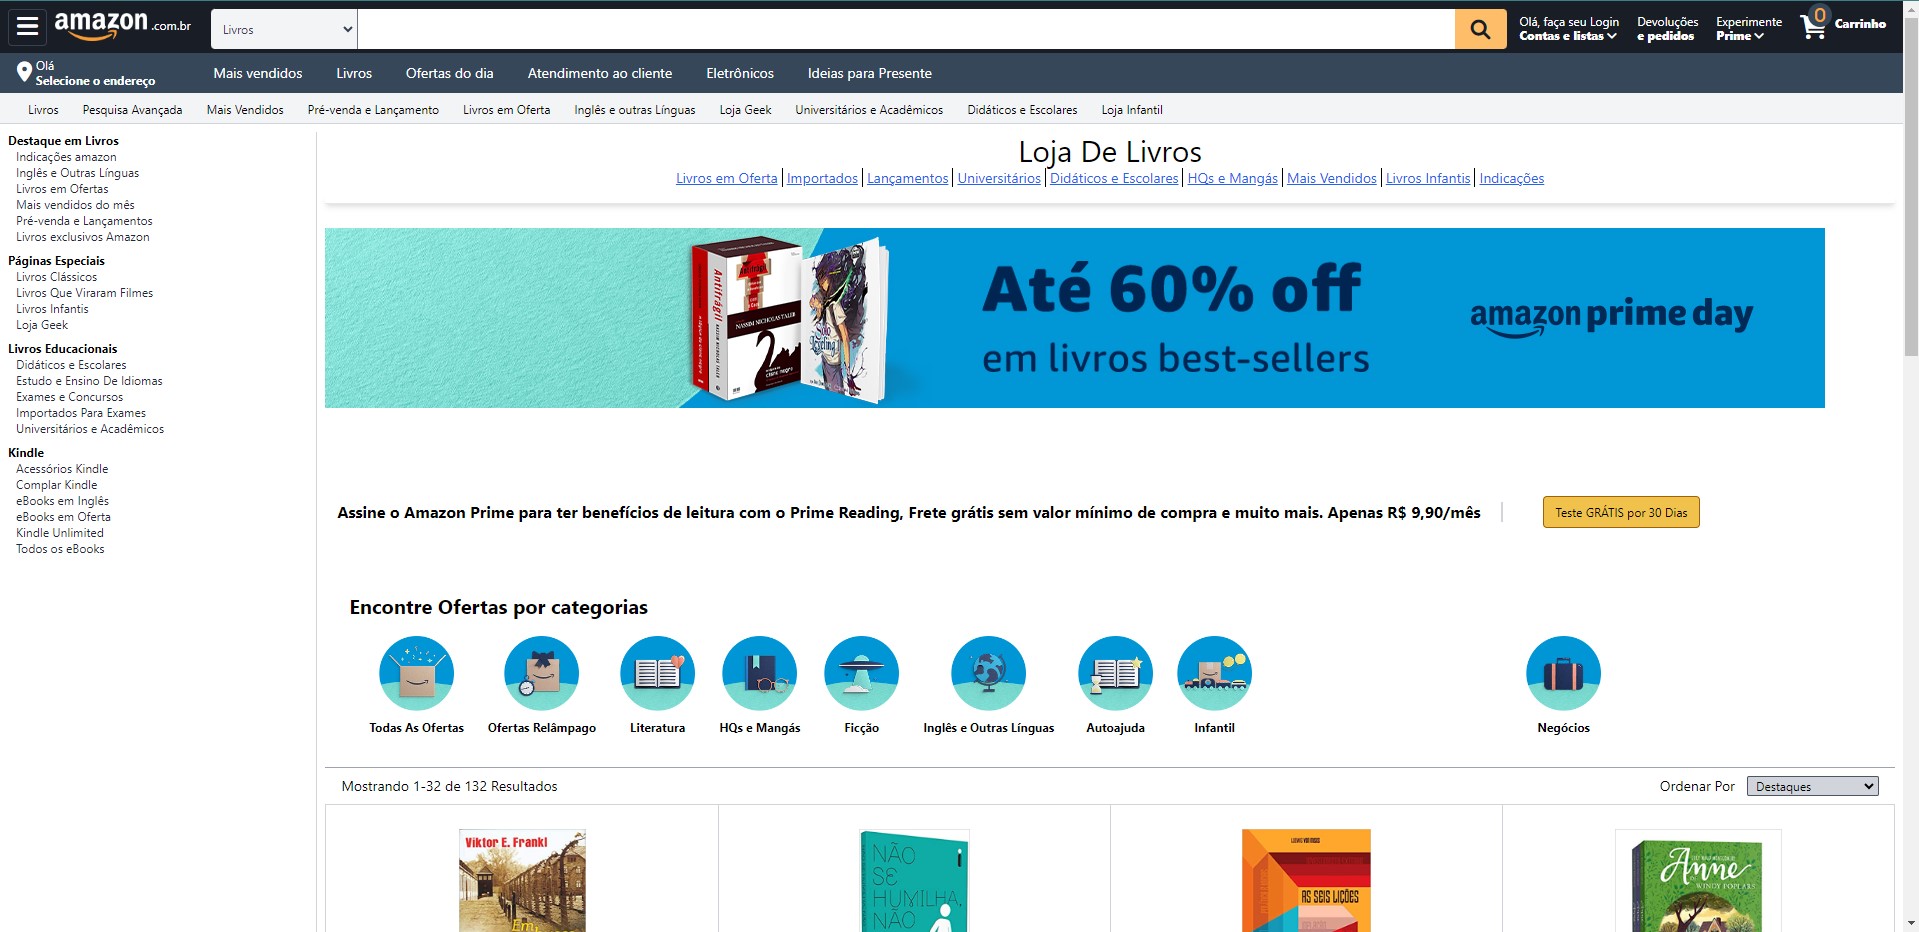 amazon.com.br
Livros
Olá, faça seu Login
Contas e listas
Devoluções
e pedidos
Experimente
Prime
0
Carrinho
Olá
Selecione o endereço
Mais vendidos
Livros
Ofertas do dia
Atendimento ao cliente
Eletrônicos
Ideias para Presente
Livros
Pesquisa Avançada
Mais Vendidos
Pré-venda e Lançamento
Livros em Oferta
Inglês e outras Línguas
Loja Geek
Universitários e Acadêmicos
Didáticos e Escolares
Loja Infantil
Destaque em Livros
Indicações amazon
Inglês e Outras Línguas
Livros em Ofertas
Mais vendidos do mês
Pré-venda e Lançamentos
Livros exclusivos Amazon
Páginas Especiais
Livros Clássicos
Livros Que Viraram Filmes
Livros Infantis
Loja Geek
Livros Educacionais
Didáticos e Escolares
Estudo e Ensino De Idiomas
Exames e Concursos
Importados Para Exames
Universitários e Acadêmicos
Kindle
Acessórios Kindle
Complar Kindle
eBooks em Inglês
eBooks em Oferta
Kindle Unlimited
Todos os eBooks
Loja De Livros
Livros em Oferta
Importados
Lançamentos
Universitários
Didáticos e Escolares
HQs e Mangás
Mais Vendidos
Livros Infantis
Indicações
Antifrágil
NASSIM NICHOLAS TALEB
Solo
Leveling
Até 60% off
em livros best-sellers
amazon prime day
Assine o Amazon Prime para ter benefícios de leitura com o Prime Reading, Frete grátis sem valor mínimo de compra e muito mais. Apenas R$ 9,90/mês
Teste GRÁTIS por 30 Dias
Encontre Ofertas por categorias
Todas As Ofertas
Ofertas Relâmpago
Literatura
HQs e Mangás
Ficção
Inglês e Outras Línguas
Autoajuda
Infantil
Negócios
Mostrando 1-32 de 132 Resultados
Ordenar Por
Destaques
Viktor E. Frankl
Em
NÃO
SE
HUMILHA,
NÃO
LUDWIG VON MISES
AS SEIS LIÇÕES
Anne
DE WINDY POPLARS